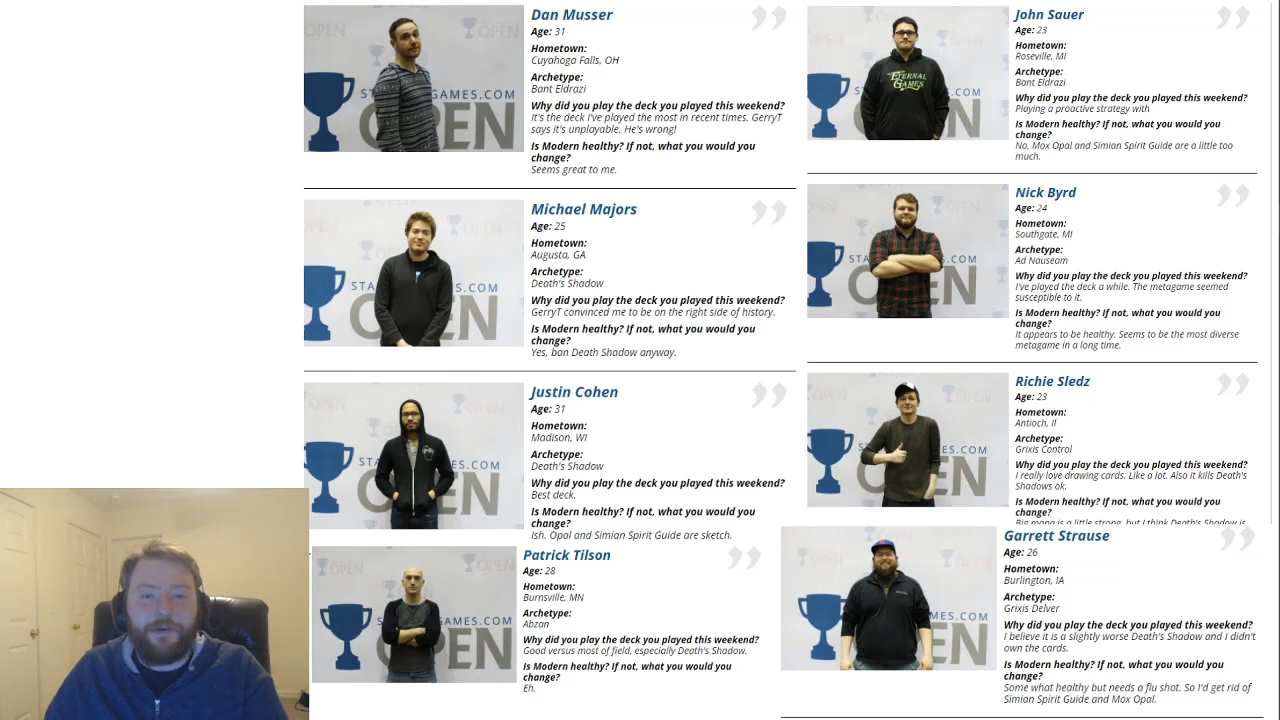 Dan Musser
Age: 31
Hometown:
Cuyahoga Falls, OH
Archetype:
Bant Eldrazi
Why did you play the deck you played this weekend?
It's the deck I've played the most in recent times. GerryT
says it's unplayable. He's wrong!
Is Modern healthy? If not, what you would you
change?
Seems great to me.
Michael Majors
Age: 25
Hometown:
Augusta, GA
Archetype:
Death's Shadow
Why did you play the deck you played this weekend?
GerryT convinced me to be on the right side of history.
Is Modern healthy? If not, what you would you
change?
Yes, ban Death Shadow anyway.
Justin Cohen
Age: 31
Hometown:
Madison, WI
Archetype:
Death's Shadow
Why did you play the deck you played this weekend?
Best deck.
Is Modern healthy? If not, what you would you
change?
Ish. Opal and Simian Spirit Guide are sketch.
Patrick Tilson
Age: 28
Hometown:
Burnsville, MN
Archetype:
Abzan
Why did you play the deck you played this weekend?
Good versus most of field, especially Death's Shadow.
Is Modern healthy? If not, what you would you
change?
Eh.
John Sauer
Age: 23
Hometown:
Roseville, MI
Archetype:
Bant Eldrazi
Why did you play the deck you played this weekend?
Playing a proactive strategy with
Is Modern healthy? If not, what you would you
change?
No, Mox Opal and Simian Spirit Guide are a little too
much.
Nick Byrd
Age: 24
Hometown:
Southgate, MI
Archetype:
Ad Nauseam
Why did you play the deck you played this weekend?
I've played the deck a while. The metagame seemed
susceptible to it.
Is Modern healthy? If not, what you would you
change?
It appears to be healthy. Seems to be the most diverse
metagame in a long time.
Richie Sledz
Age: 23
Hometown:
Antioch, Il
Archetype:
Grixis Control
Why did you play the deck you played this weekend?
I really love drawing cards. Like a lot. Also it kills Death's
Shadows ok.
Is Modern healthy? If not, what you would you
change?
Big mana is a little strong, but I think Death's Shadow is
Garrett Strause
Age: 26
Hometown:
Burlington, IA
Archetype:
Grixis Delver
Why did you play the deck you played this weekend?
I believe it is a slightly worse Death's Shadow and I didn't
own the cards.
Is Modern healthy? If not, what you would you
change?
Some what healthy but needs a flu shot. So I'd get rid of
Simian Spirit Guide and Mox Opal.
ETERNAL
GAMES